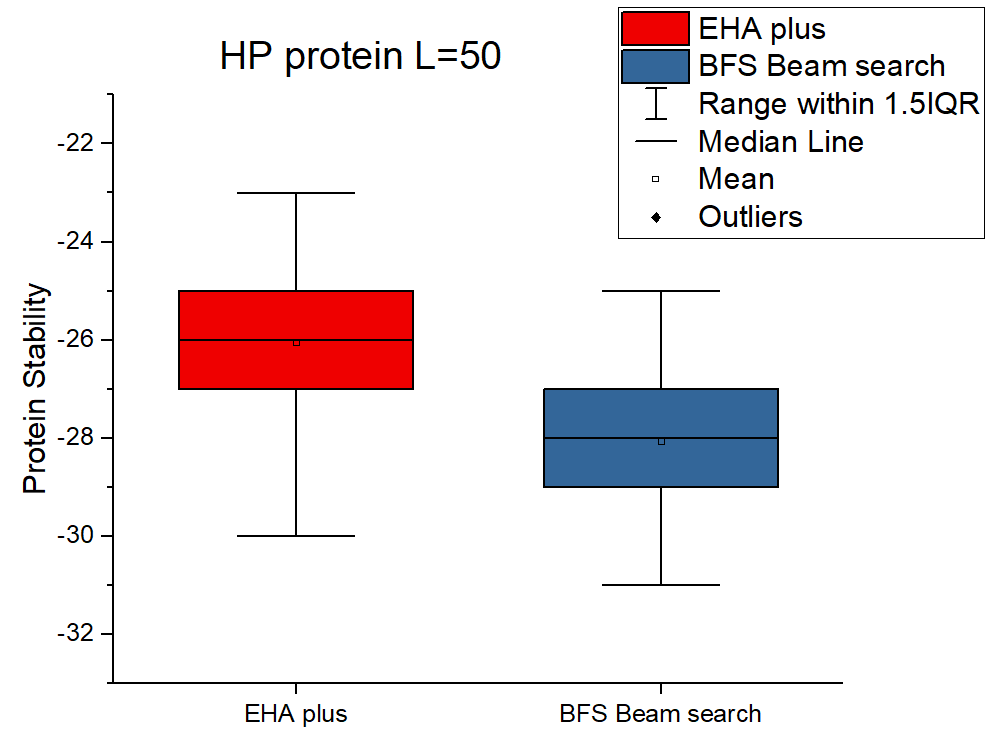 HP protein L=50
EHA plus
BFS Beam search
Range within 1.5IQR
Median Line
Mean
Outliers
Protein Stability
-22
-24
-26
-28
-30
-32
EHA plus
BFS Beam search